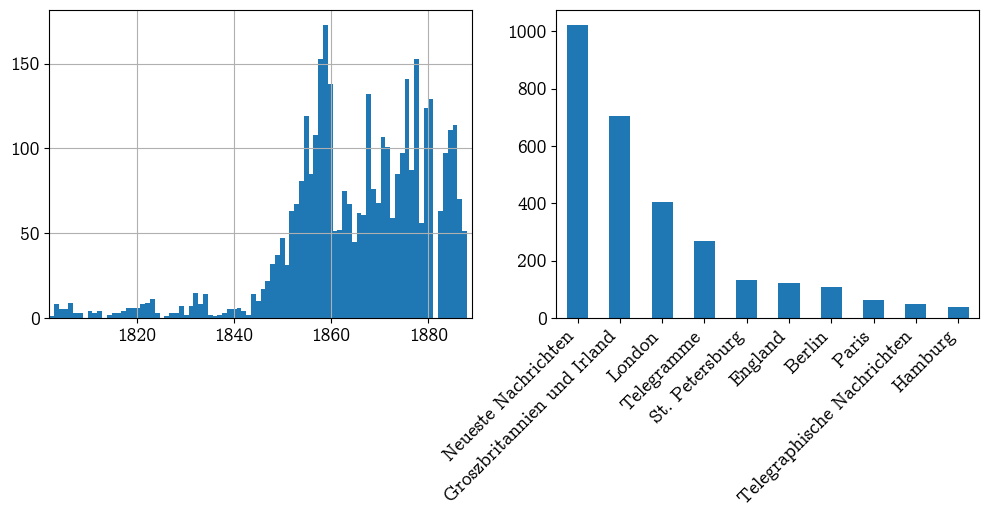 150
100
50
0
1820
1840
1860
1880
1000
800
600
400
200
0
Neueste Nachrichten
Groszbritannien und Irland
London
Telegramme
St. Petersburg
England
Berlin
Paris
Telegraphische Nachrichten
Hamburg